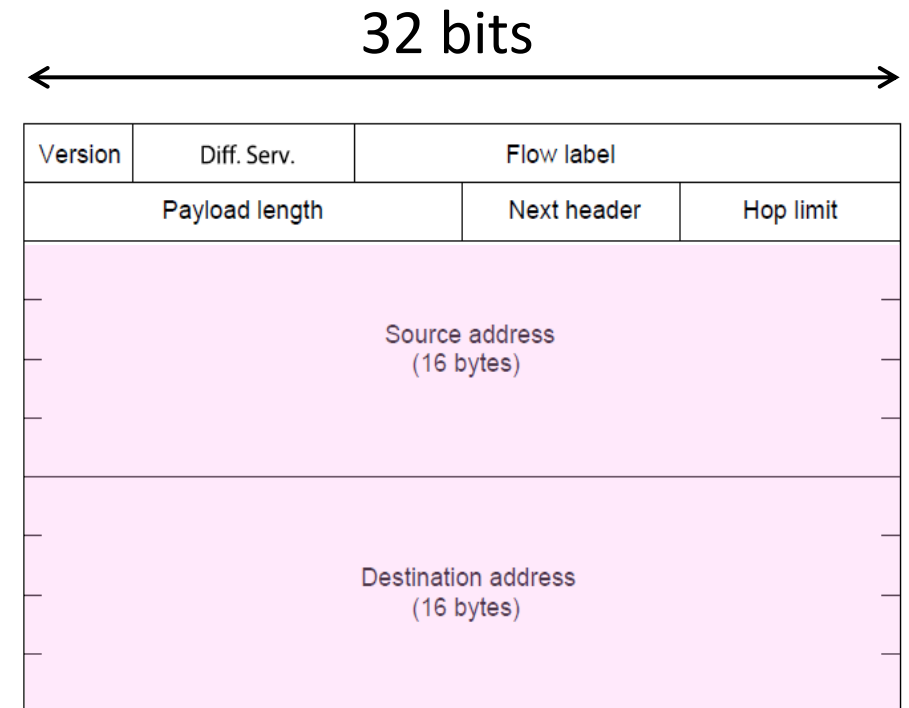 32 bits
Version Diff. Serv. Flow label
Payload length Next header Hop limit
Source address
(16 bytes)
Destination address
(16 bytes)